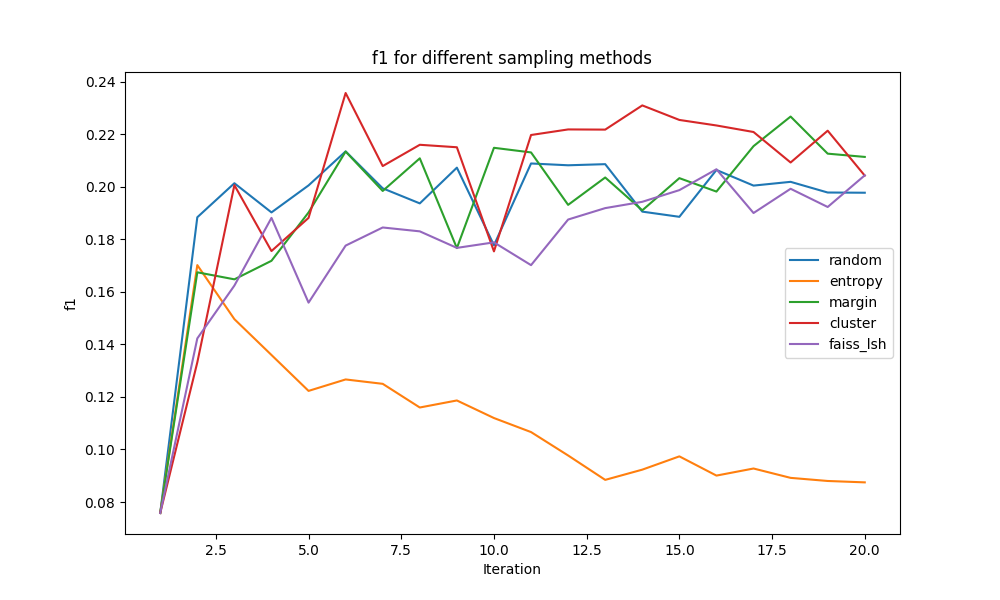 f1 for different sampling methods
f1
0.24
0.22
0.20
0.18
0.16
0.14
0.12
0.10
0.08
random
entropy
margin
cluster
faiss_lsh
2.5 5.0 7.5 10.0 12.5 15.0 17.5 20.0
Iteration